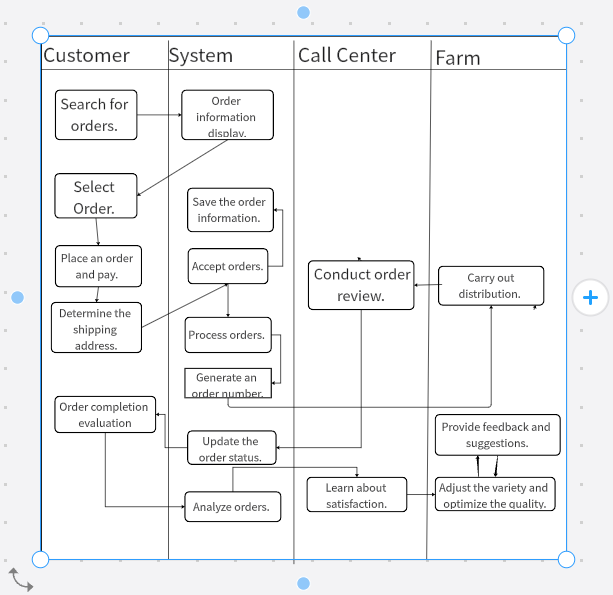 Customer
System
Call Center
Farm
Search for
orders.
Order
information
display.
Select
Order.
Save the order
information.
Place an order
and pay.
Accept orders.
Conduct order
review.
Carry out
distribution.
Determine the
shipping
address.
Process orders.
Generate an
order number.
Order completion
evaluation
Update the
order status.
Provide feedback and
suggestions.
Analyze orders.
Learn about
satisfaction.
Adjust the variety and
optimize the quality.